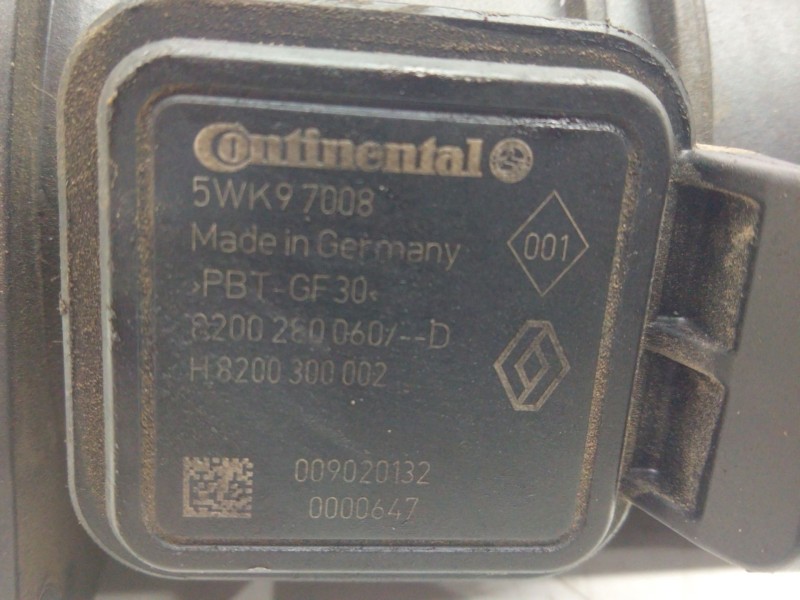 Continental
5WK9 7008
Made in Germany
001
>PBT-GF30<
8200 280 060/--D
H 8200 300 002
009020132
0000647